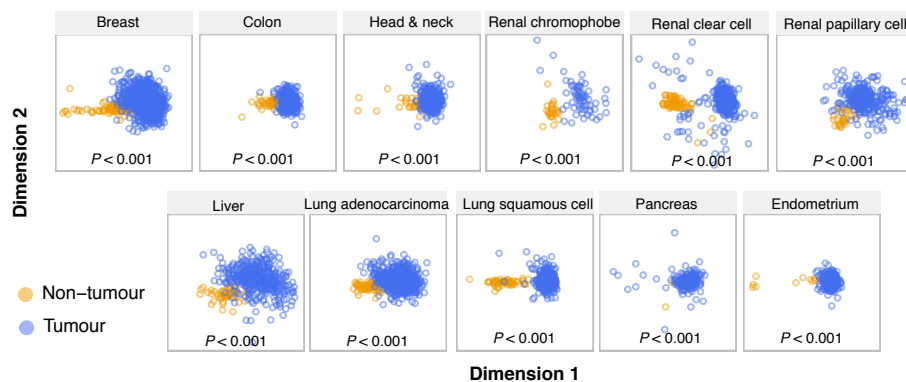 Breast
Colon
Head & neck
Renal chromophobe
Renal clear cell
Renal papillary cell
P < 0.001
P < 0.001
P < 0.001
P < 0.001
P < 0.001
P < 0.001
Dimension 2
Liver
Lung adenocarcinoma
Lung squamous cell
Pancreas
Endometrium
P < 0.001
P < 0.001
P < 0.001
P < 0.001
P < 0.001
Non−tumour
Tumour
Dimension 1